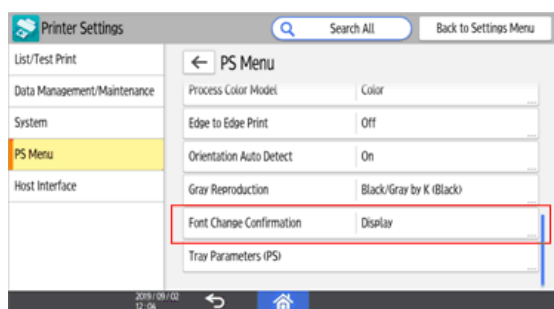 Printer Settings
Search All
Back to Settings Menu
List/Test Print
Data Management/Maintenance
System
PS Menu
Host Interface
PS Menu
Process Color Model Color
Edge to Edge Print Off
Orientation Auto Detect On
Gray Reproduction Black/Gray by K (Black)
Font Change Confirmation Display
Tray Parameters (PS)
2019/09/02
12:04